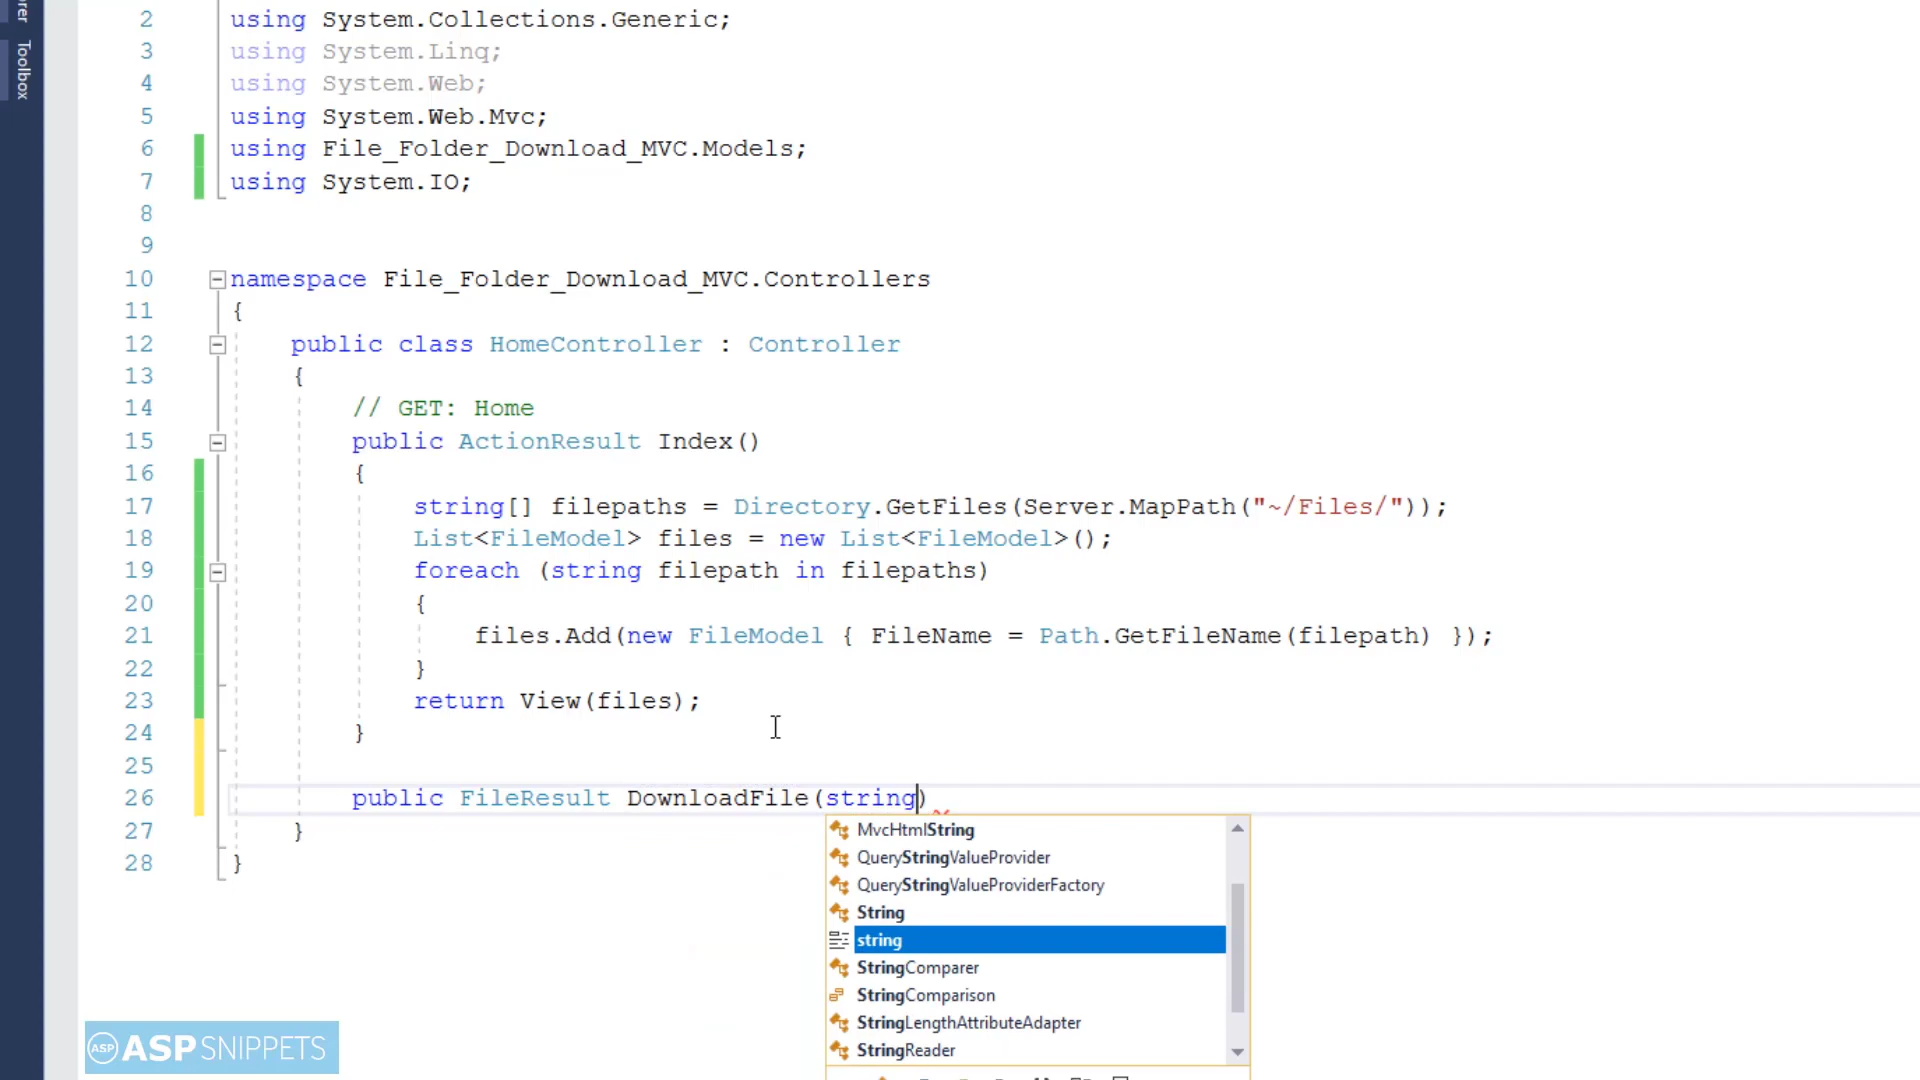 Toolbox
2 using System.Collections.Generic;
3 using System.Linq;
4 using System.Web;
5 using System.Web.Mvc;
6 using File_Folder_Download_MVC.Models;
7 using System.IO;
8
9
10 namespace File_Folder_Download_MVC.Controllers
11 {
12 public class HomeController : Controller
13 {
14 // GET: Home
15 public ActionResult Index()
16 {
17 string[] filepaths = Directory.GetFiles(Server.MapPath("~/Files/"));
18 List<FileModel> files = new List<FileModel>();
19 foreach (string filepath in filepaths)
20 {
21 files.Add(new FileModel { FileName = Path.GetFileName(filepath) });
22 }
23 return View(files);
24 }
25
26 public FileResult DownloadFile(string)
27 }
28 }
MvcHtmlString
QueryStringValueProvider
QueryStringValueProviderFactory
String
string
StringComparer
StringComparison
StringLengthAttributeAdapter
StringReader
ASP ASPSNIPPETS